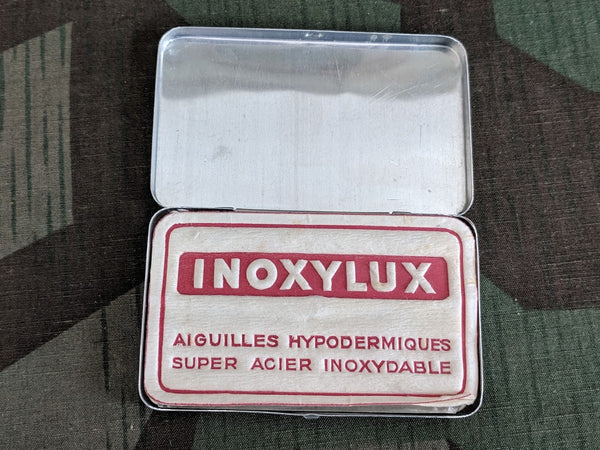 INOXYLUX
AIGUILLES HYPODERMIQUES
SUPER ACIER INOXYDABLE